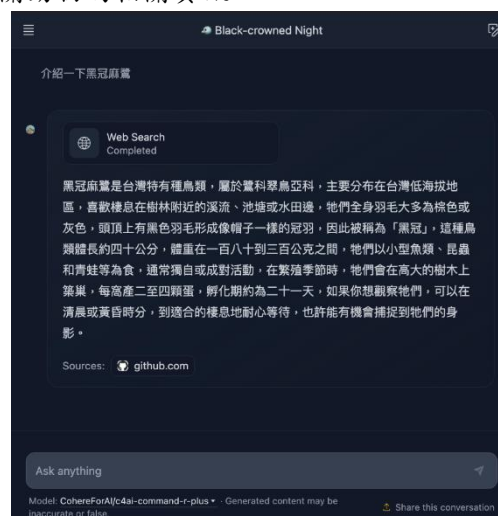 Black-crowned Night
介紹一下黑冠麻鷺
Web Search
Completed
黑冠麻鷺是台灣特有種鳥類，屬於鷺科翠鳥亞科，主要分布在台灣低海拔地
區，喜歡棲息在樹林附近的溪流、池塘或水田邊，牠們全身羽毛大多為棕色或
灰色，頭頂上有黑色羽毛形成像帽子一樣的冠羽，因此被稱為「黑冠」，這種鳥
類體長約四十公分，體重在一百八十到三百公克之間，牠們以小型魚類、昆蟲
和青蛙等為食，通常獨自或成對活動，在繁殖季節時，牠們會在高大的樹木上
築巢，每窩產二至四顆蛋，孵化期約為二十一天，如果你想觀察牠們，可以在
清晨或黃昏時分，到適合的棲息地耐心等待，也許能有機會捕捉到牠們的身
影。
Sources: github.com
Ask anything
Model: CohereForAI/c4ai-command-r-plus · Generated content may be
inaccurate or false.
Share this conversation